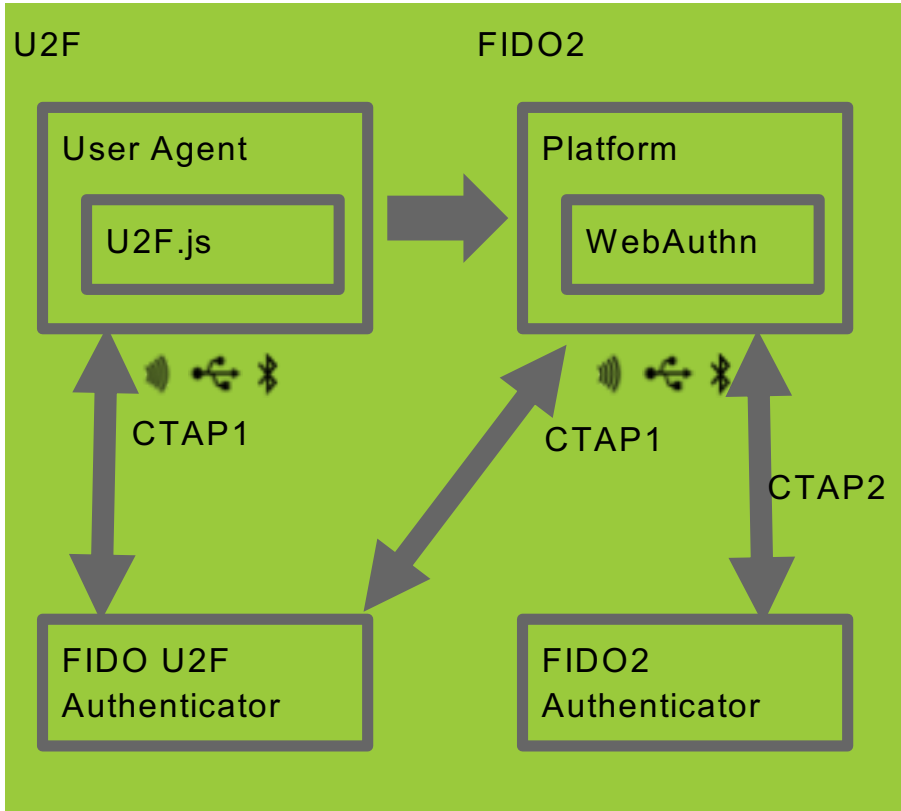 U2F
FIDO2
User Agent
Platform
U2F.js
WebAuthn
CTAP1
CTAP1
CTAP2
FIDO U2F
Authenticator
FIDO2
Authenticator